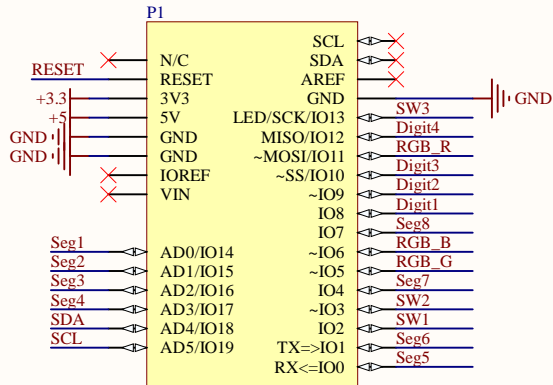 P1
SCL
N/C SDA
RESET RESET AREF
+3.3 3V3 GND GND
+5 5V LED/SCK/IO13 SW3
GND GND MISO/IO12 Digit4
GND GND ~MOSI/IO11 RGB_R
IOREF ~SS/IO10 Digit3
VIN ~IO9 Digit2
IO8 Digit1
IO7 Seg8
Seg1 AD0/IO14 ~IO6 RGB_B
Seg2 AD1/IO15 ~IO5 RGB_G
Seg3 AD2/IO16 IO4 Seg7
Seg4 AD3/IO17 ~IO3 SW2
SDA AD4/IO18 IO2 SW1
SCL AD5/IO19 TX=>IO1 Seg6
RX<=IO0 Seg5